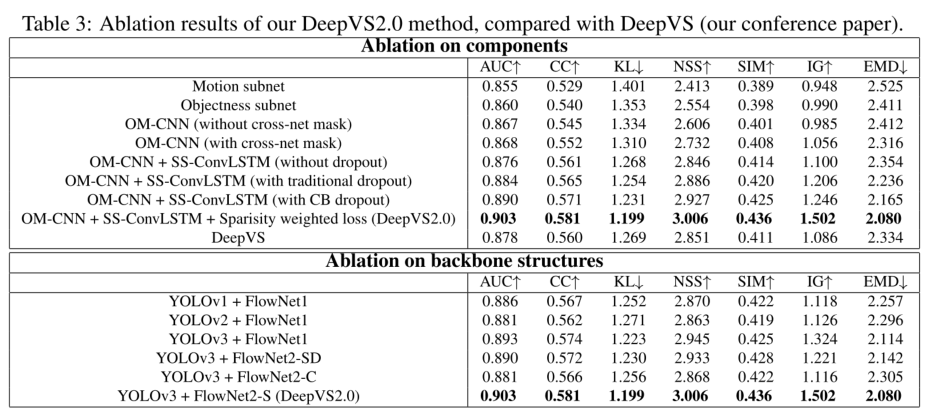 Table 3: Ablation results of our DeepVS2.0 method, compared with DeepVS (our conference paper).
Ablation on components
AUC↑ CC↑ KL↓ NSS↑ SIM↑ IG↑ EMD↓
Motion subnet 0.855 0.529 1.401 2.413 0.389 0.948 2.525
Objectness subnet 0.860 0.540 1.353 2.554 0.398 0.990 2.411
OM-CNN (without cross-net mask) 0.867 0.545 1.334 2.606 0.401 0.985 2.412
OM-CNN (with cross-net mask) 0.868 0.552 1.310 2.732 0.408 1.056 2.316
OM-CNN + SS-ConvLSTM (without dropout) 0.876 0.561 1.268 2.846 0.414 1.100 2.354
OM-CNN + SS-ConvLSTM (with traditional dropout) 0.884 0.565 1.254 2.886 0.420 1.206 2.236
OM-CNN + SS-ConvLSTM (with CB dropout) 0.890 0.571 1.231 2.927 0.425 1.246 2.165
OM-CNN + SS-ConvLSTM + Sparisity weighted loss (DeepVS2.0) 0.903 0.581 1.199 3.006 0.436 1.502 2.080
DeepVS 0.878 0.560 1.269 2.851 0.411 1.086 2.334
Ablation on backbone structures
AUC↑ CC↑ KL↓ NSS↑ SIM↑ IG↑ EMD↓
YOLOv1 + FlowNet1 0.886 0.567 1.252 2.870 0.422 1.118 2.257
YOLOv2 + FlowNet1 0.881 0.562 1.271 2.863 0.419 1.126 2.296
YOLOv3 + FlowNet1 0.893 0.574 1.223 2.945 0.425 1.324 2.114
YOLOv3 + FlowNet2-SD 0.890 0.572 1.230 2.933 0.428 1.221 2.142
YOLOv3 + FlowNet2-C 0.881 0.566 1.256 2.868 0.422 1.116 2.305
YOLOv3 + FlowNet2-S (DeepVS2.0) 0.903 0.581 1.199 3.006 0.436 1.502 2.080